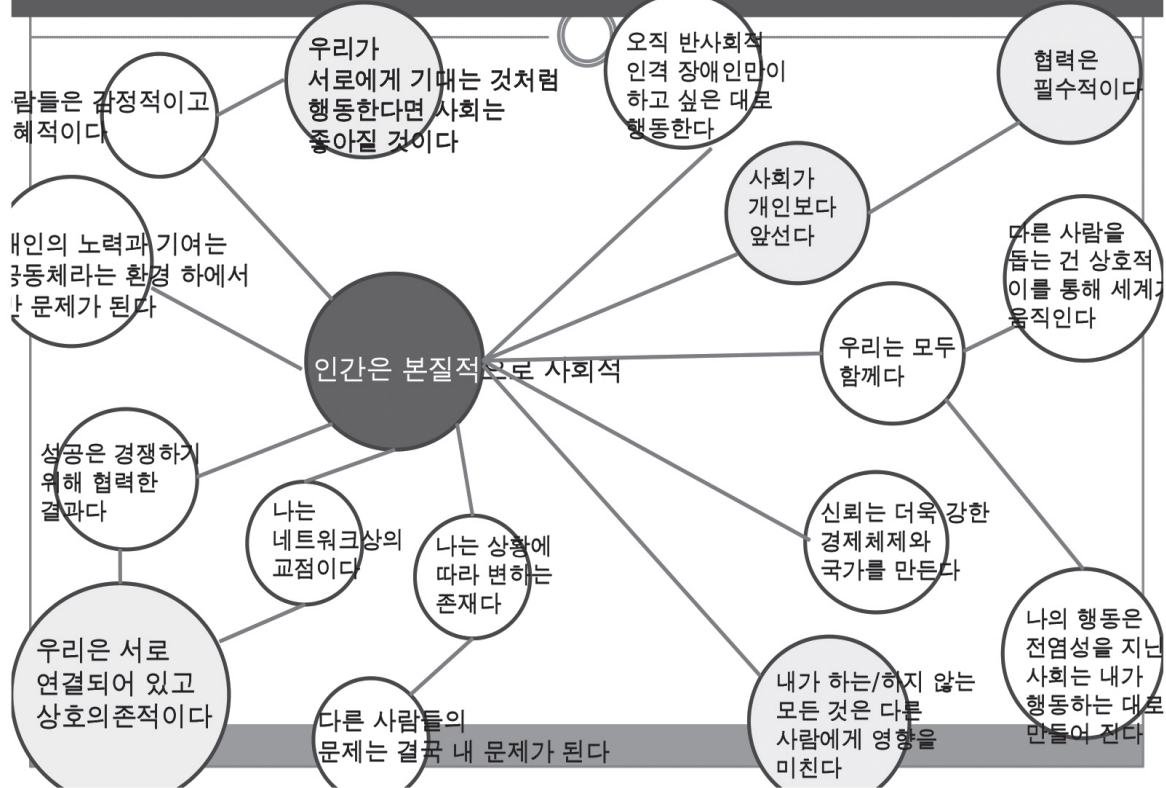 우리가
서로에게 기대는 것처럼
행동한다면 사회는
좋아질 것이다
오직 반사회적
인격 장애인만이
하고 싶은 대로
행동한다
협력은
필수적이다
람들은 감정적이고
혜적이다
사회가
개인보다
앞선다
다른 사람을
돕는 건 상호적
이를 통해 세계
움직인다
개인의 노력과 기여는
공동체라는 환경 하에서
문제가 된다
우리는 모두
함께다
인간은 본질적으로 사회적
성공은 경쟁하기
위해 협력한
결과다
나는
네트워크상의
교점이다
나는 상황에
따라 변하는
존재다
신뢰는 더욱 강한
경제체제와
국가를 만든다
나의 행동은
전염성을 지닌
사회는 내가
행동하는 대로
만들어 진다
우리은 서로
연결되어 있고
상호의존적이다
다른 사람들의
문제는 결국 내 문제가 된다
내가 하는/하지 않는
모든 것은 다른
사람에게 영향을
미친다